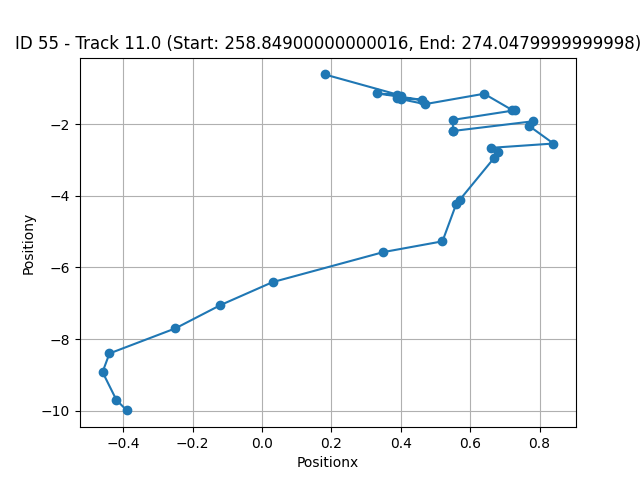 ID 55 - Track 11.0 (Start: 258.84900000000016, End: 274.0479999999998)
−2
−4
−6
−8
−10
Positiony
−0.4 −0.2 0.0 0.2 0.4 0.6 0.8
Positionx